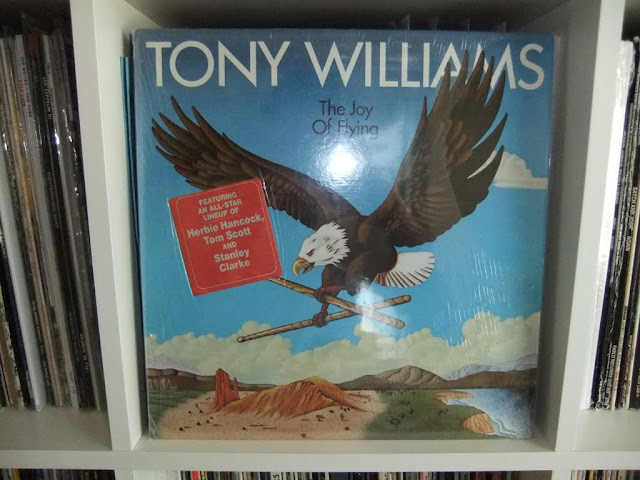 TONY WILLIAMS
The Joy
Of Flying
FEATURING
AN ALL-STAR
LINEUP OF
Herbie Hancock,
Tom Scott
AND
Stanley
Clarke